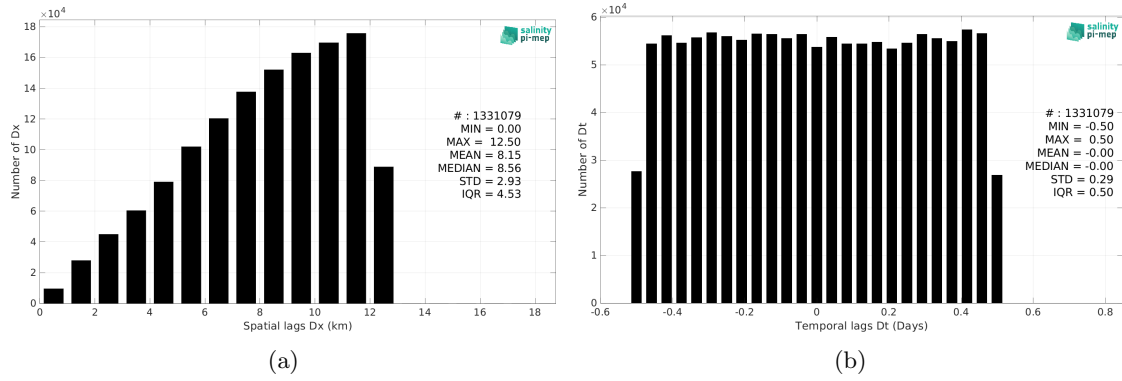 ×10^4
18
16
14
12
10
8
6
4
2
0
Number of Dx
salinity
pi-mep
# : 1331079
MIN = 0.00
MAX = 12.50
MEAN = 8.15
MEDIAN = 8.56
STD = 2.93
IQR = 4.53
0 2 4 6 8 10 12 14 16 18
Spatial lags Dx (km)
(a)
×10^4
6
5
4
3
2
1
0
Number of Dt
salinity
pi-mep
# : 1331079
MIN = -0.50
MAX = 0.50
MEAN = -0.00
MEDIAN = -0.00
STD = 0.29
IQR = 0.50
-0.6 -0.4 -0.2 0 0.2 0.4 0.6 0.8
Temporal lags Dt (Days)
(b)